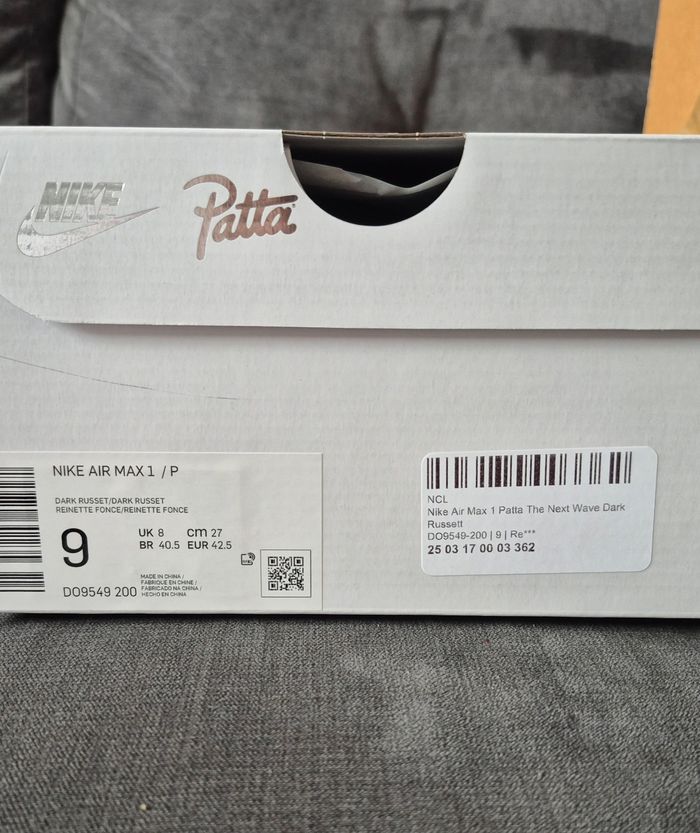 NIKE
Patta
NIKE AIR MAX 1 / P
DARK RUSSET/DARK RUSSET
REINETTE FONCE/REINETTE FONCE
9
UK 8 cm 27
BR 40.5 EUR 42.5
MADE IN CHINA /
FABRIQUE EN CHINE /
FABRICADO NA CHINA /
HECHO EN CHINA
DO9549 200
NCL
Nike Air Max 1 Patta The Next Wave Dark
Russett
DO9549-200 | 9 | Re***
25 03 17 00 03 362